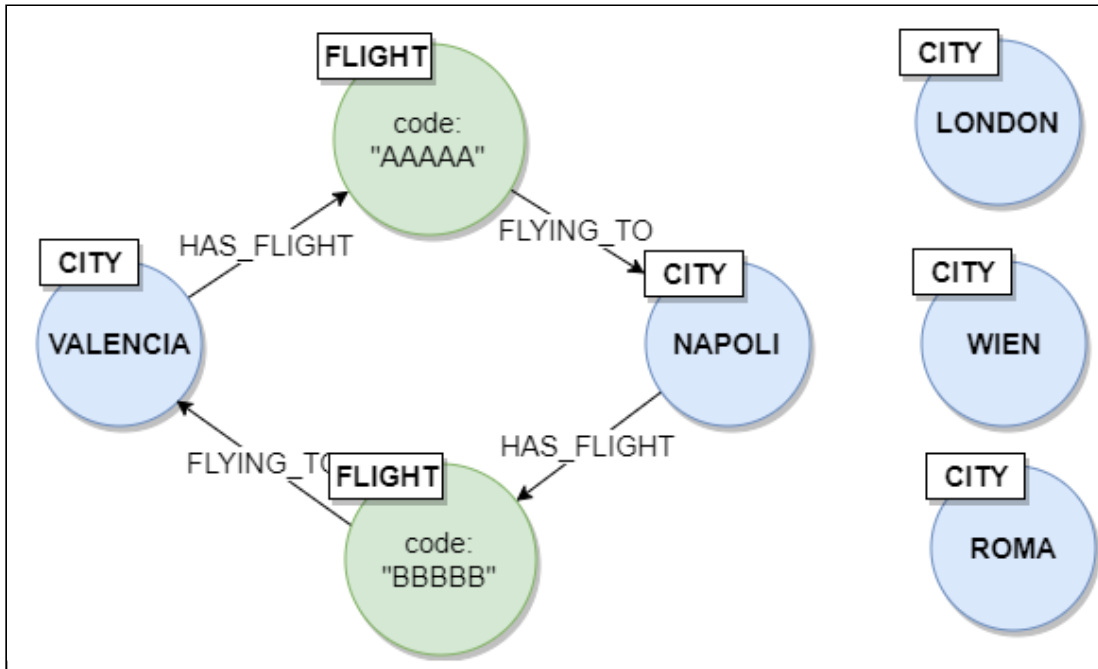 FLIGHT
code:
"AAAAA"
CITY
LONDON
HAS_FLIGHT
FLYING_TO
CITY
VALENCIA
CITY
NAPOLI
CITY
WIEN
FLYING_TO
HAS_FLIGHT
FLIGHT
code:
"BBBBB"
CITY
ROMA